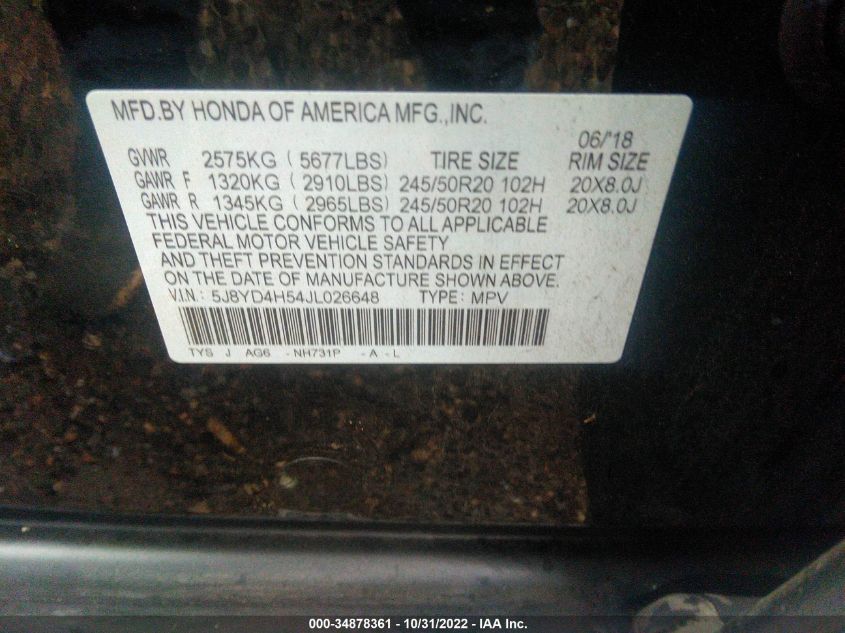 MFD.BY HONDA OF AMERICA MFG.,INC.
06/'18
GVWR 2575KG ( 5677LBS) TIRE SIZE RIM SIZE
GAWR F 1320KG ( 2910LBS) 245/50R20 102H 20X8.0J
GAWR R 1345KG ( 2965LBS) 245/50R20 102H 20X8.0J
THIS VEHICLE CONFORMS TO ALL APPLICABLE
FEDERAL MOTOR VEHICLE SAFETY
AND THEFT PREVENTION STANDARDS IN EFFECT
ON THE DATE OF MANUFACTURE SHOWN ABOVE.
V.I.N.: 5J8YD4H54JL026648 TYPE: MPV
TYS J AG6 -NH731P -A-L
000-34878361 - 10/31/2022 - IAA Inc.